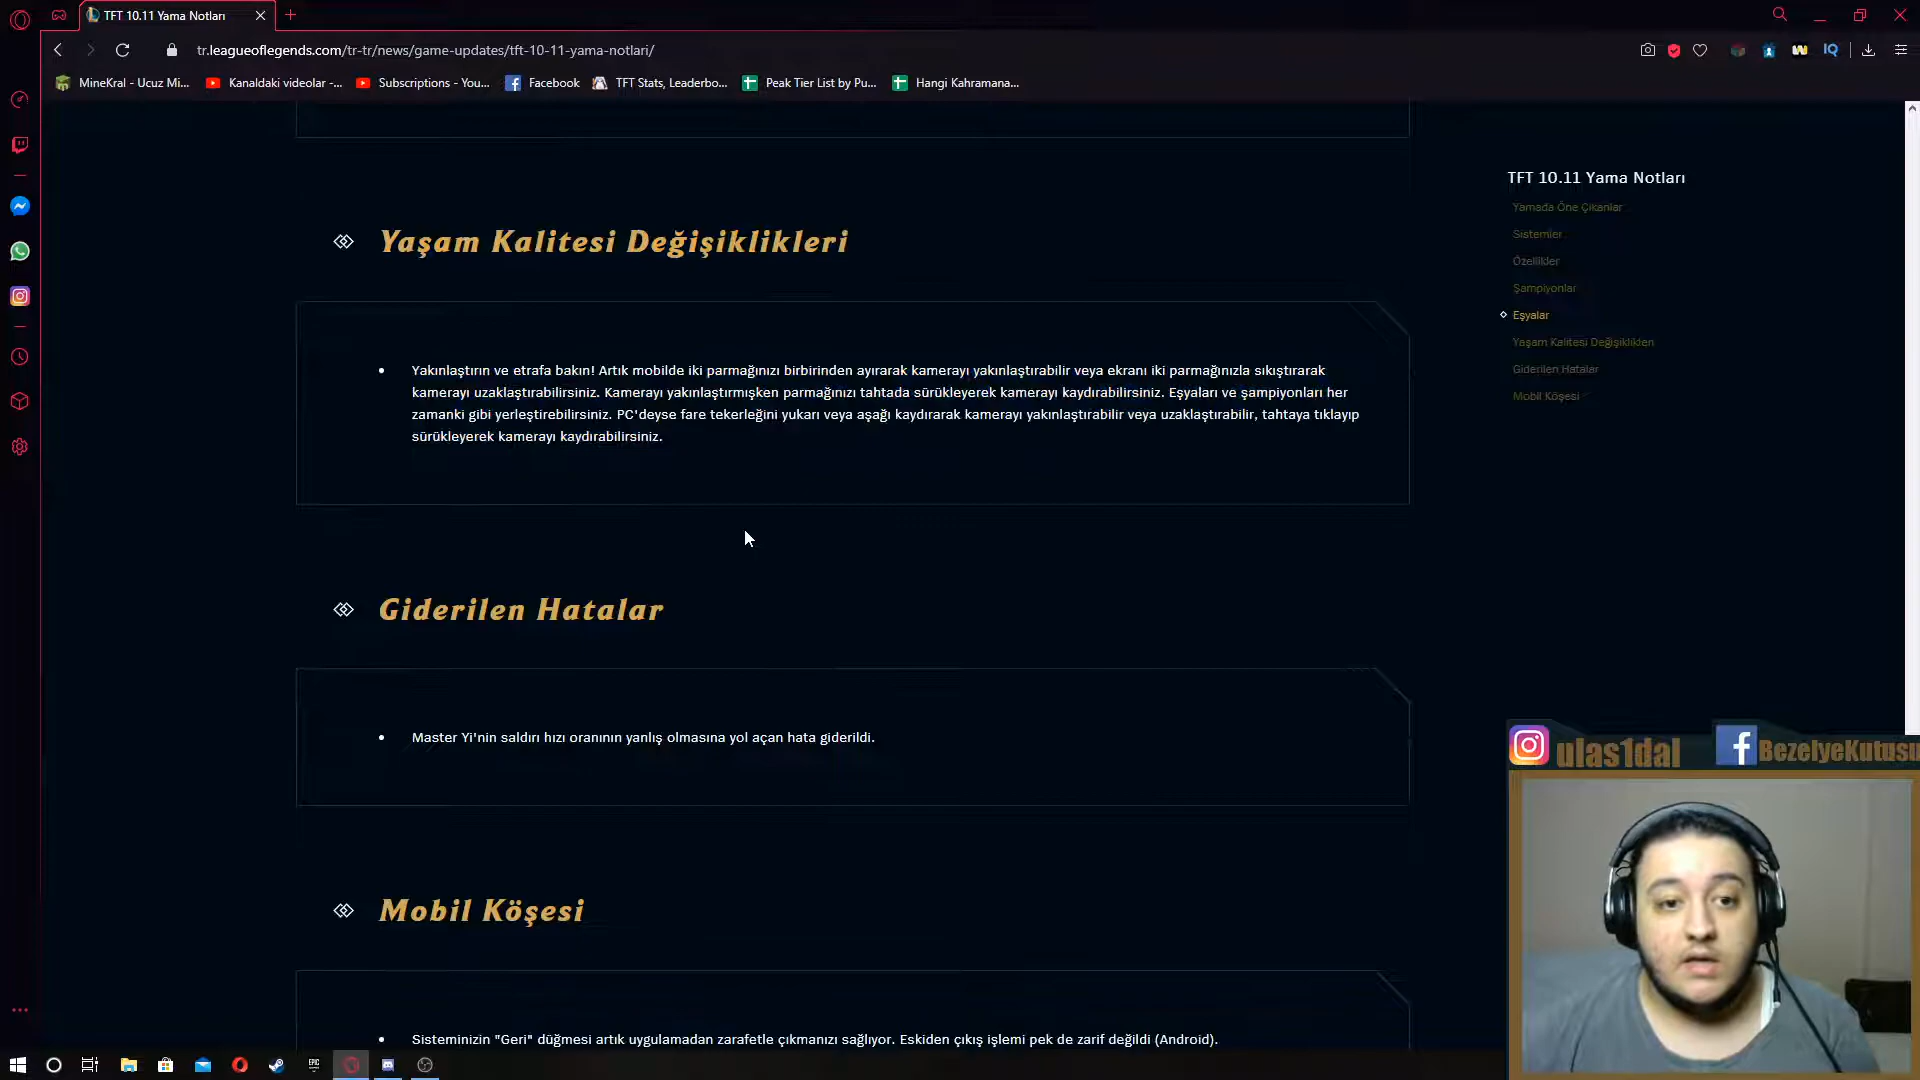 TFT 10.11 Yama Notları
tr.leagueoflegends.com/tr-tr/news/game-updates/tft-10-11-yama-notlari/
IQ
MineKral - Ucuz Mi...
Kanaldaki videolar -...
Subscriptions - You...
Facebook
TFT Stats, Leaderbo...
Peak Tier List by Pu...
Hangi Kahramana...
Yaşam Kalitesi Değişiklikleri
Yakınlaştırın ve etrafa bakın! Artık mobilde iki parmağınızı birbirinden ayırarak kamerayı yakınlaştırabilir veya ekranı iki parmağınızla sıkıştırarak
kamerayı uzaklaştırabilirsiniz. Kamerayı yakınlaştırmışken parmağınızı tahtada sürükleyerek kamerayı kaydırabilirsiniz. Eşyaları ve şampiyonları her
zamanki gibi yerleştirebilirsiniz. PC'deyse fare tekerleğini yukarı veya aşağı kaydırarak kamerayı yakınlaştırabilir veya uzaklaştırabilir, tahtaya tıklayıp
sürükleyerek kamerayı kaydırabilirsiniz.
Giderilen Hatalar
Master Yi'nin saldırı hızı oranının yanlış olmasına yol açan hata giderildi.
Mobil Köşesi
Sisteminizin "Geri" düğmesi artık uygulamadan zarafetle çıkmanızı sağlıyor. Eskiden çıkış işlemi pek de zarif değildi (Android).
TFT 10.11 Yama Notları
Yamada Öne Çıkanlar
Sistemler
Özellikler
Şampiyonlar
Eşyalar
Yaşam Kalitesi Değişiklikleri
Giderilen Hatalar
Mobil Köşesi
ulas1dal
BezelyeKutusu
EPIC